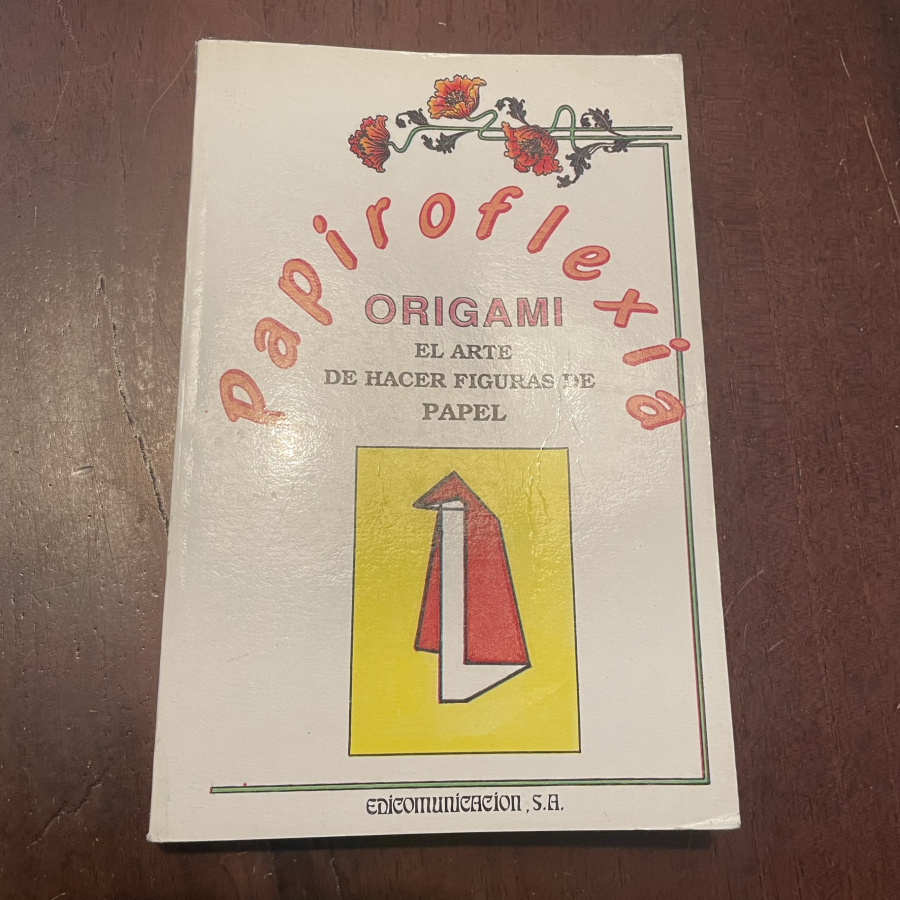 Papiroflexia
ORIGAMI
EL ARTE
DE HACER FIGURAS DE
PAPEL
EDICOMUNICACION, S.A.